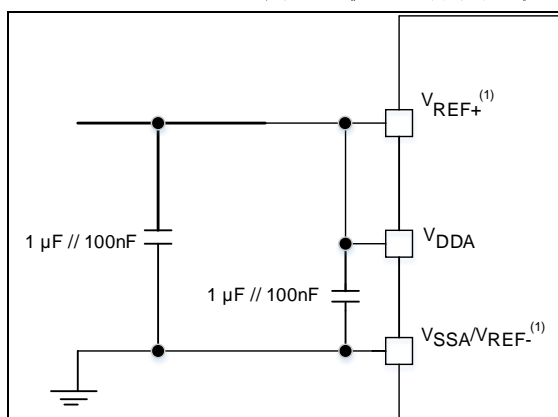 V_REF+^(1)
1 µF // 100nF
V_DDA
1 µF // 100nF
V_SSA/V_REF-^(1)